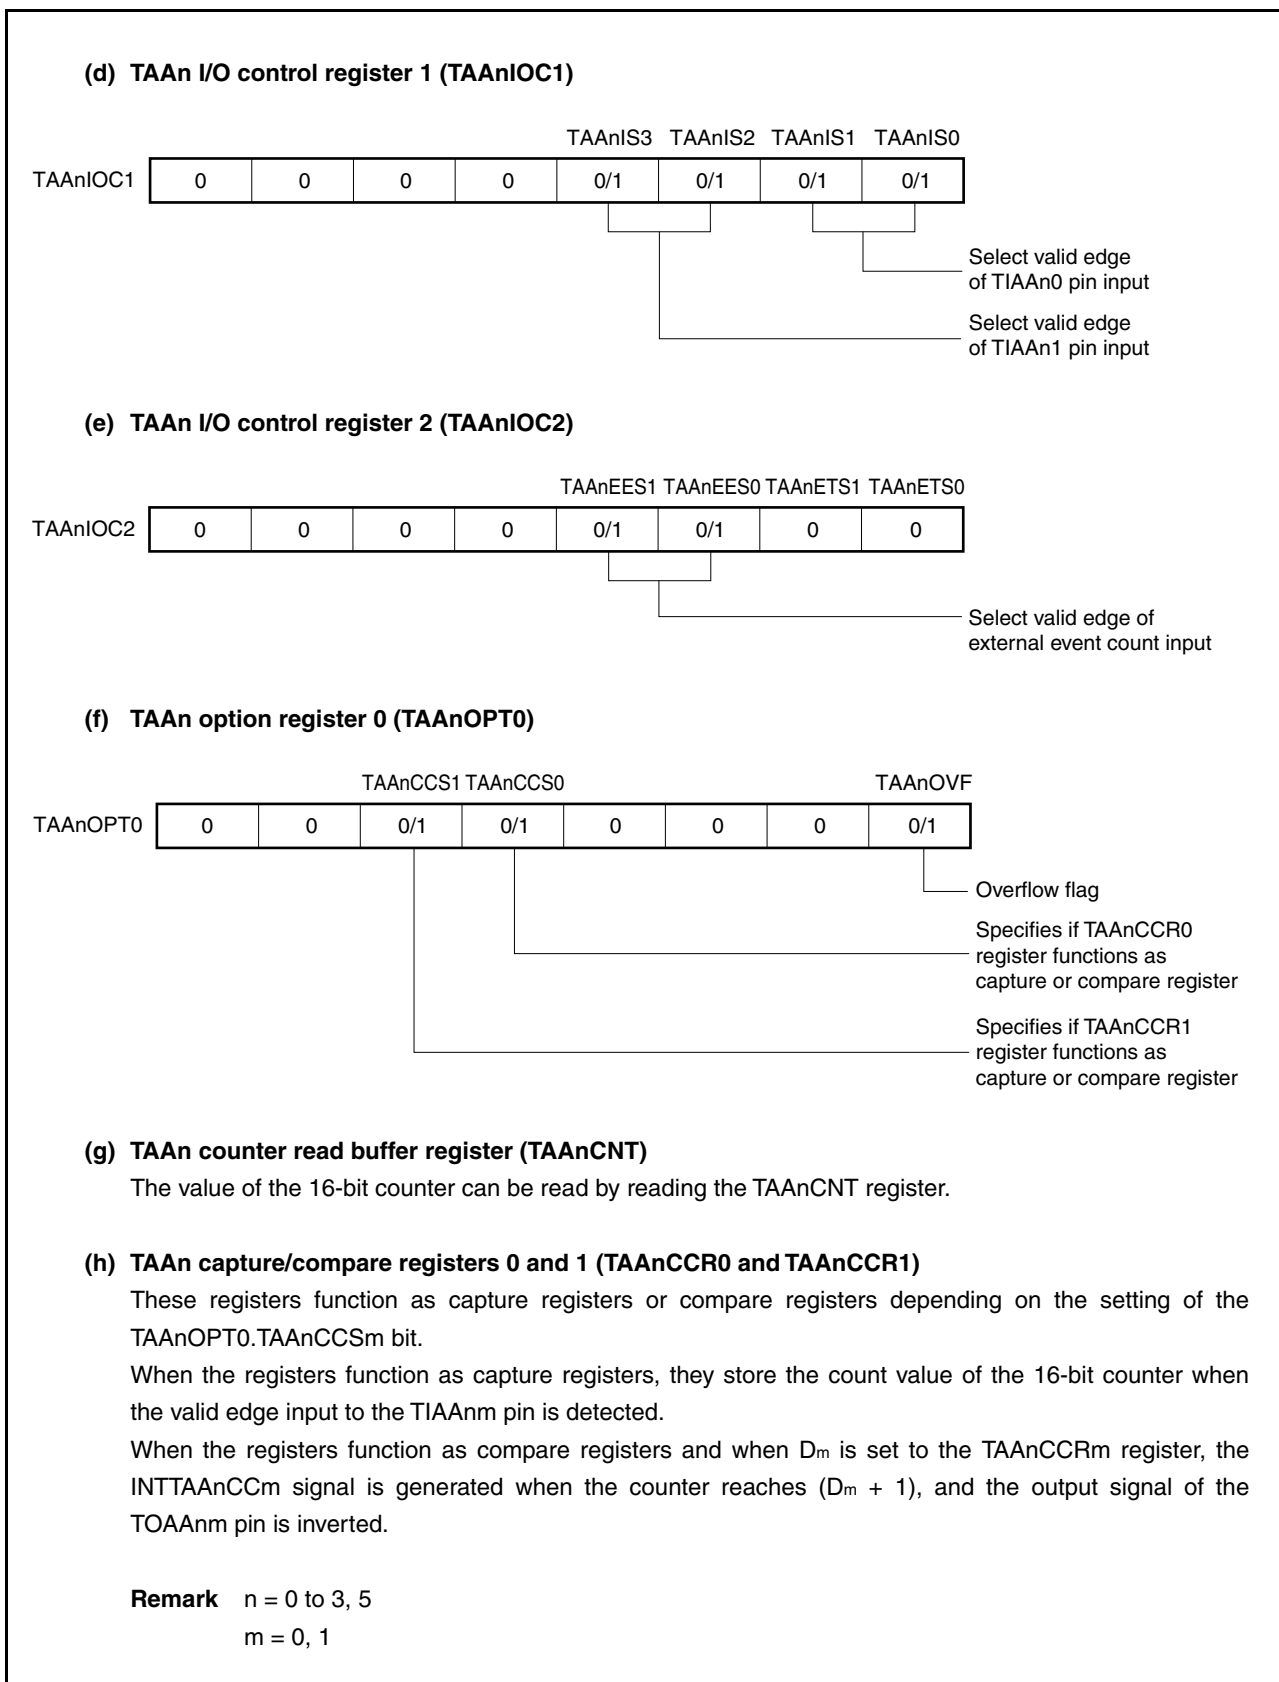 (d) TAAn I/O control register 1 (TAAnIOC1)
TAAnIS3 TAAnIS2 TAAnIS1 TAAnIS0
TAAnIOC1 0 0 0 0 0/1 0/1 0/1 0/1
Select valid edge
of TIAAn0 pin input
Select valid edge
of TIAAn1 pin input
(e) TAAn I/O control register 2 (TAAnIOC2)
TAAnEES1 TAAnEES0 TAAnETS1 TAAnETS0
TAAnIOC2 0 0 0 0 0/1 0/1 0 0
Select valid edge of
external event count input
(f) TAAn option register 0 (TAAnOPT0)
TAAnCCS1 TAAnCCS0 TAAnOVF
TAAnOPT0 0 0 0/1 0/1 0 0 0 0/1
Overflow flag
Specifies if TAAnCCR0
register functions as
capture or compare register
Specifies if TAAnCCR1
register functions as
capture or compare register
(g) TAAn counter read buffer register (TAAnCNT)
The value of the 16-bit counter can be read by reading the TAAnCNT register.
(h) TAAn capture/compare registers 0 and 1 (TAAnCCR0 and TAAnCCR1)
These registers function as capture registers or compare registers depending on the setting of the
TAAnOPT0.TAAnCCSm bit.
When the registers function as capture registers, they store the count value of the 16-bit counter when
the valid edge input to the TIAAnm pin is detected.
When the registers function as compare registers and when Dm is set to the TAAnCCRm register, the
INTTAAnCCm signal is generated when the counter reaches (Dm + 1), and the output signal of the
TOAAnm pin is inverted.
Remark n = 0 to 3, 5
m = 0, 1